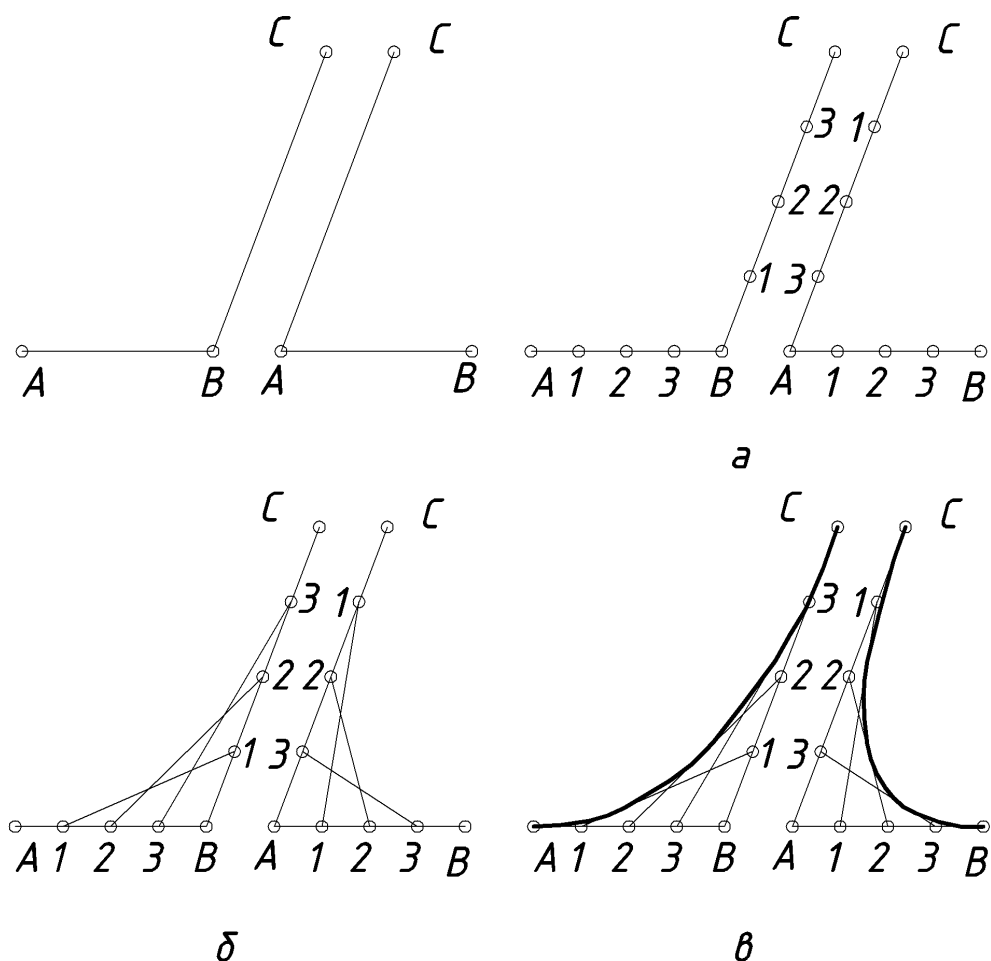 C C C C
3 1
2 2
1 3
A B A B A 1 2 3 B A 1 2 3 B
а
C C C C
3 1 3 1
2 2 2 2
1 3 1 3
A 1 2 3 B A 1 2 3 B A 1 2 3 B A 1 2 3 B
б в